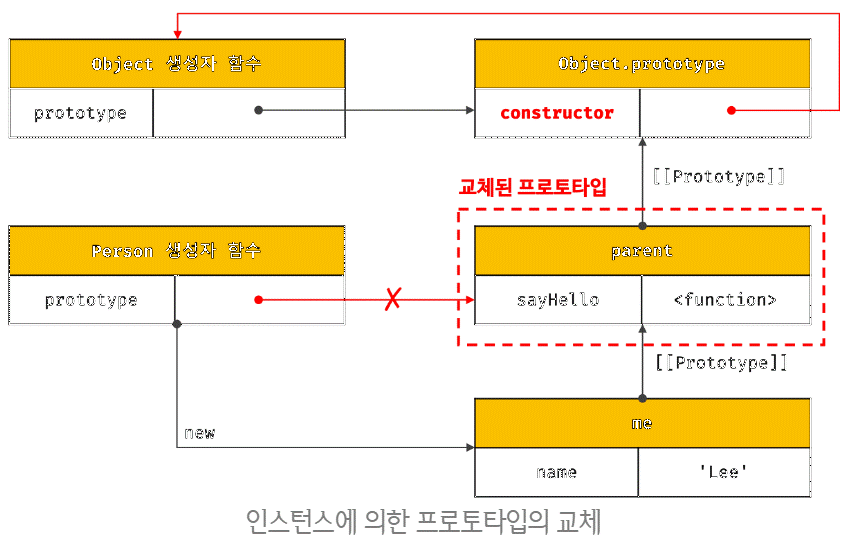 Object 생성자 함수
prototype
Object.prototype
constructor
[[Prototype]]
교체된 프로토타입
Person 생성자 함수
prototype
parent
sayHello
<function>
[[Prototype]]
new
me
name
'Lee'
인스턴스에 의한 프로토타입의 교체